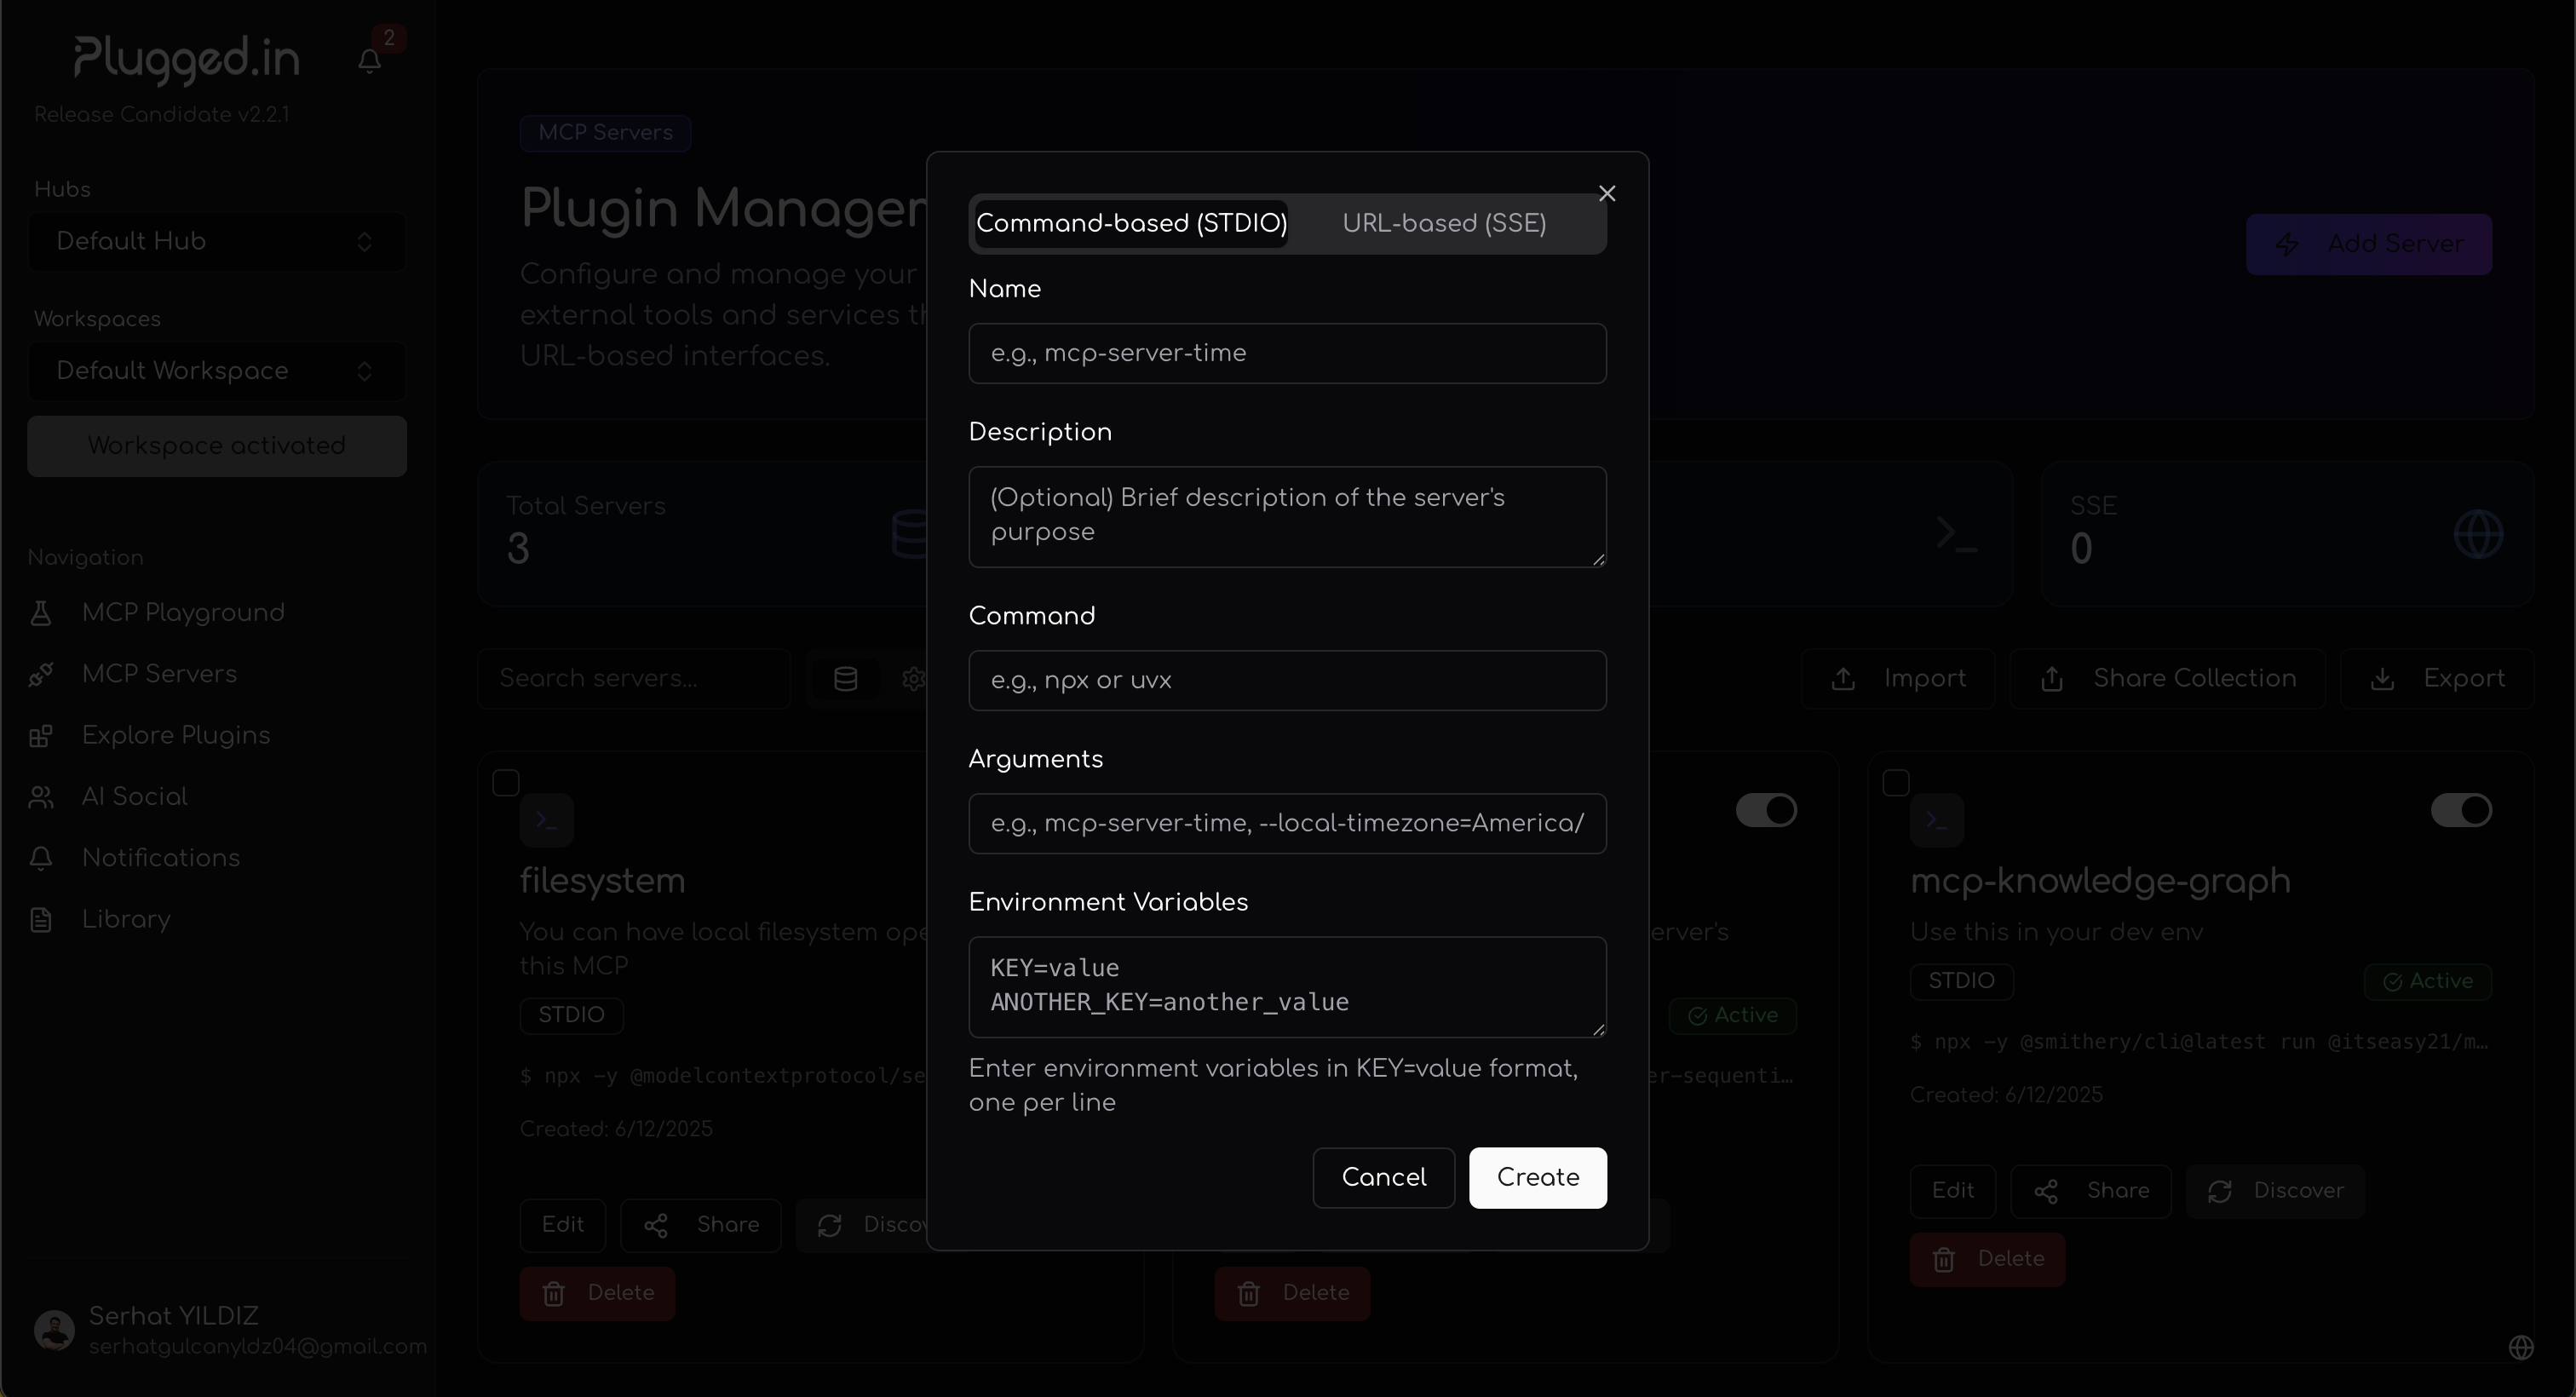 Plugged.in
2
Release Candidate v2.2.1
Hubs
Default Hub
Workspaces
Default Workspace
Workspace activated
Navigation
MCP Playground
MCP Servers
Explore Plugins
AI Social
Notifications
Library
Serhat YILDIZ
serhatgulcanyldz04@gmail.com
MCP Servers
Plugin Manager
Configure and manage your
external tools and services
URL-based interfaces.
Add Server
Total Servers
3
SSE
0
Search servers...
Import
Share Collection
Export
filesystem
You can have local filesystem
this MCP
STDIO
$ npx -y @modelcontextprotocol/se
Created: 6/12/2025
Edit
Share
Discov
Delete
erver's
Active
er-sequenti…
Delete
mcp-knowledge-graph
Use this in your dev env
STDIO
Active
$ npx -y @smithery/cli@latest run @itseasy21/m…
Created: 6/12/2025
Edit
Share
Discover
Delete
Command-based (STDIO)
URL-based (SSE)
Name
e.g., mcp-server-time
Description
(Optional) Brief description of the server's
purpose
Command
e.g., npx or uvx
Arguments
e.g., mcp-server-time, --local-timezone=America/
Environment Variables
KEY=value
ANOTHER_KEY=another_value
Enter environment variables in KEY=value format,
one per line
Cancel
Create